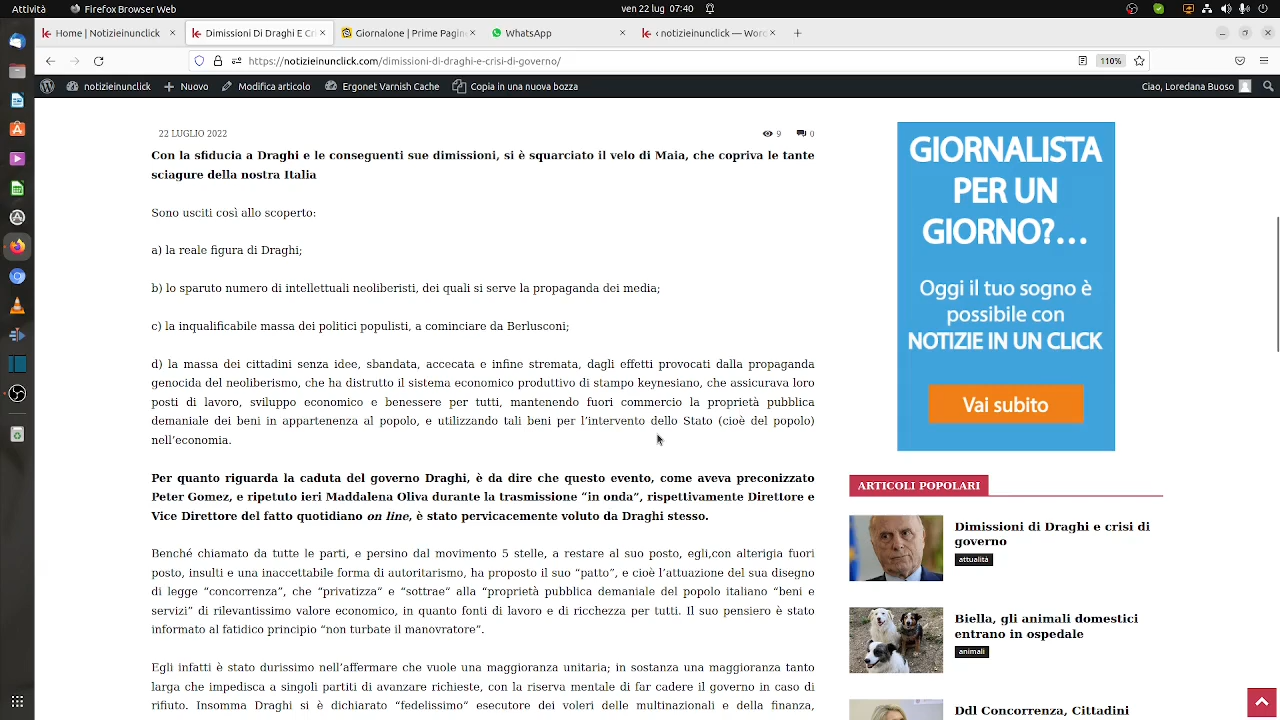 Attività
Firefox Browser Web
ven 22 lug 07:40
Home | Notizieinunclick
Dimissioni Di Draghi E Cri
Giornalone | Prime Pagine
WhatsApp
‹ notizieinunclick — Word
https://notizieinunclick.com/dimissioni-di-draghi-e-crisi-di-governo/
110%
notizieinunclick
Nuovo
Modifica articolo
Ergonet Varnish Cache
Copia in una nuova bozza
Ciao, Loredana Buoso
22 LUGLIO 2022
9
0
Con la sfiducia a Draghi e le conseguenti sue dimissioni, si è squarciato il velo di Maia, che copriva le tante
sciagure della nostra Italia
Sono usciti così allo scoperto:
a) la reale figura di Draghi;
b) lo sparuto numero di intellettuali neoliberisti, dei quali si serve la propaganda dei media;
c) la inqualificabile massa dei politici populisti, a cominciare da Berlusconi;
d) la massa dei cittadini senza idee, sbandata, accecata e infine stremata, dagli effetti provocati dalla propaganda
genocida del neoliberismo, che ha distrutto il sistema economico produttivo di stampo keynesiano, che assicurava loro
posti di lavoro, sviluppo economico e benessere per tutti, mantenendo fuori commercio la proprietà pubblica
demaniale dei beni in appartenenza al popolo, e utilizzando tali beni per l’intervento dello Stato (cioè del popolo)
nell’economia.
Per quanto riguarda la caduta del governo Draghi, è da dire che questo evento, come aveva preconizzato
Peter Gomez, e ripetuto ieri Maddalena Oliva durante la trasmissione “in onda”, rispettivamente Direttore e
Vice Direttore del fatto quotidiano on line, è stato pervicacemente voluto da Draghi stesso.
Benché chiamato da tutte le parti, e persino dal movimento 5 stelle, a restare al suo posto, egli,con alterigia fuori
posto, insulti e una inaccettabile forma di autoritarismo, ha proposto il suo “patto”, e cioè l’attuazione del sua disegno
di legge “concorrenza”, che “privatizza” e “sottrae” alla “proprietà pubblica demaniale del popolo italiano “beni e
servizi” di rilevantissimo valore economico, in quanto fonti di lavoro e di ricchezza per tutti. Il suo pensiero è stato
informato al fatidico principio “non turbate il manovratore”.
Egli infatti è stato durissimo nell’affermare che vuole una maggioranza unitaria; in sostanza una maggioranza tanto
larga che impedisca a singoli partiti di avanzare richieste, con la riserva mentale di far cadere il governo in caso di
rifiuto. Insomma Draghi si è dichiarato “fedelissimo” esecutore dei voleri delle multinazionali e della finanza,
GIORNALISTA
PER UN
GIORNO?...
Oggi il tuo sogno è
possibile con
NOTIZIE IN UN CLICK
Vai subito
ARTICOLI POPOLARI
Dimissioni di Draghi e crisi di
governo
attualità
Biella, gli animali domestici
entrano in ospedale
animali
Ddl Concorrenza, Cittadini